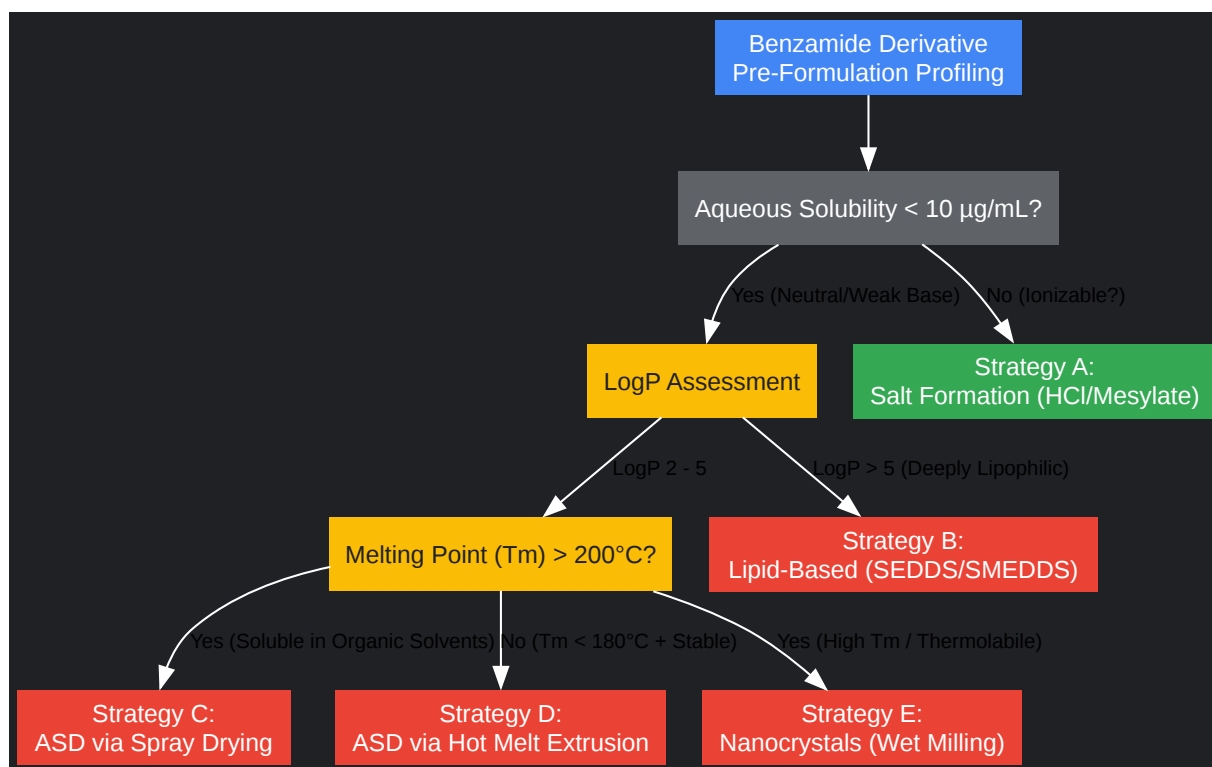 Benzamide Derivative
Pre-Formulation Profiling
Aqueous Solubility < 10 µg/mL?
Yes (Neutral/Weak Base)
No (Ionizable?)
LogP Assessment
Strategy A:
Salt Formation (HCl/Mesylate)
LogP 2 - 5
LogP > 5 (Deeply Lipophilic)
Melting Point (Tm) > 200°C?
Strategy B:
Lipid-Based (SEDDS/SMEDDS)
Yes (Soluble in Organic Solvents)
No (Tm < 180°C + Stable)
Yes (High Tm / Thermolabile)
Strategy C:
ASD via Spray Drying
Strategy D:
ASD via Hot Melt Extrusion
Strategy E:
Nanocrystals (Wet Milling)